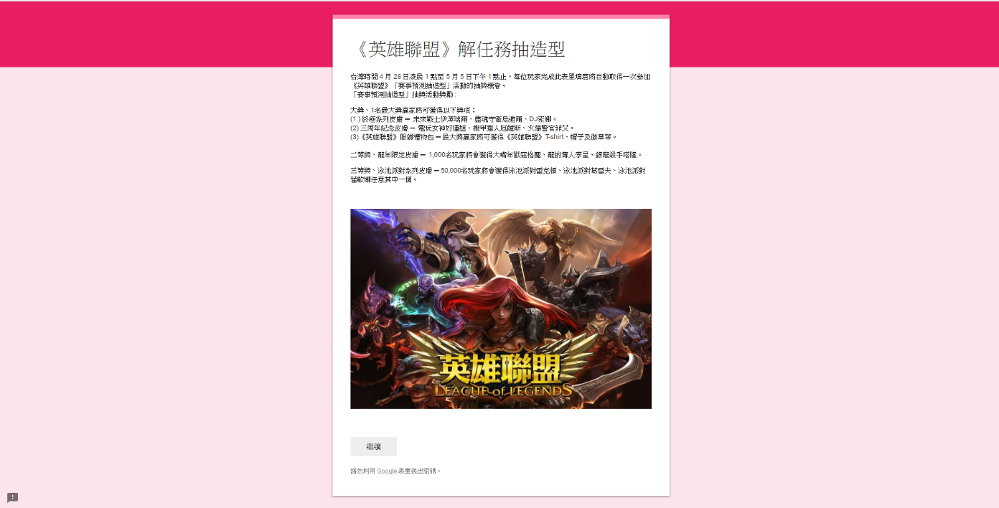 《英雄聯盟》解任務抽造型
台灣時間 4 月 28 日凌晨 1 點至 5 月 5 日下午 1 點止，每位玩家完成此表單填寫將自動取得一次參加
《英雄聯盟》「賽事預測抽造型」活動的抽獎機會。
「賽事預測抽造型」抽獎活動獎勵 :
大獎、1名最大獎贏家將可獲得以下獎項：
(1 ) 終極系列皮膚 ━ 未來戰士伊澤瑞爾、靈魂守衛烏迪爾、DJ索娜。
(2) 三周年紀念皮膚 ━ 電玩女神好運姐、機甲獵人厄薩斯、火爆警官菲艾。
(3)《英雄聯盟》服飾禮物包 ━ 最大獎贏家將可獲得《英雄聯盟》T-shirt、帽子及徽章等。
二等獎、龍年限定皮膚 ━ 1,000名玩家將會獲得大嘴年獸寇格魔、龍的傳人李星、銀龍殺手塔隆。
三等獎、泳池派對系列皮膚 ━ 50,000名玩家將會獲得泳池派對雷克頓、泳池派對葛雷夫、泳池派對
藍歐娜任意其中一個。
英雄聯盟
LEAGUE of LEGENDS
繼續
請勿利用 Google 表單送出密碼。